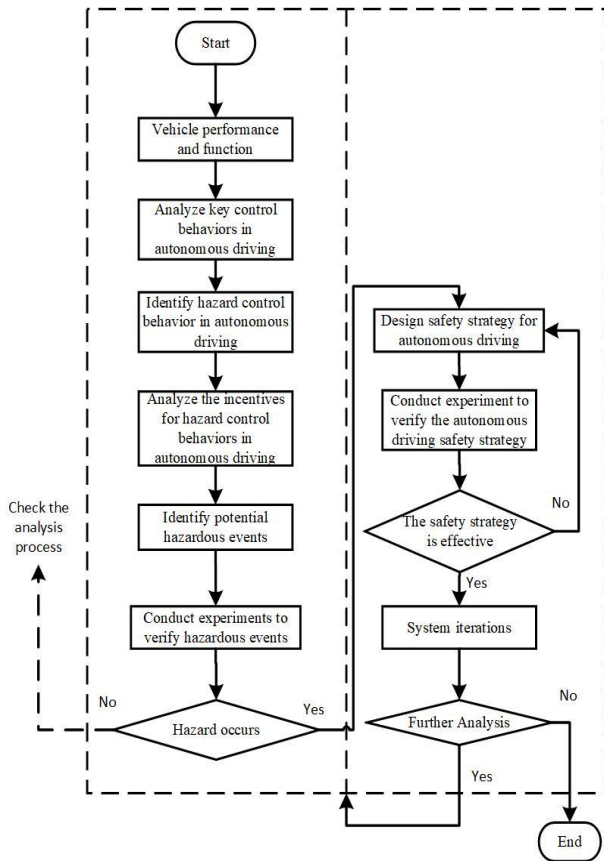 Start
Vehicle performance
and function
Analyze key control
behaviors in
autonomous driving
Identify hazard control
behavior in autonomous
driving
Analyze the incentives
for hazard control
behaviors in
autonomous driving
Identify potential
hazardous events
Conduct experiments to
verify hazardous events
Hazard occurs
No
Yes
Check the
analysis
process
Design safety strategy for
autonomous driving
Conduct experiment to
verify the autonomous
driving safety strategy
The safety strategy
is effective
No
Yes
System iterations
Further Analysis
No
Yes
End